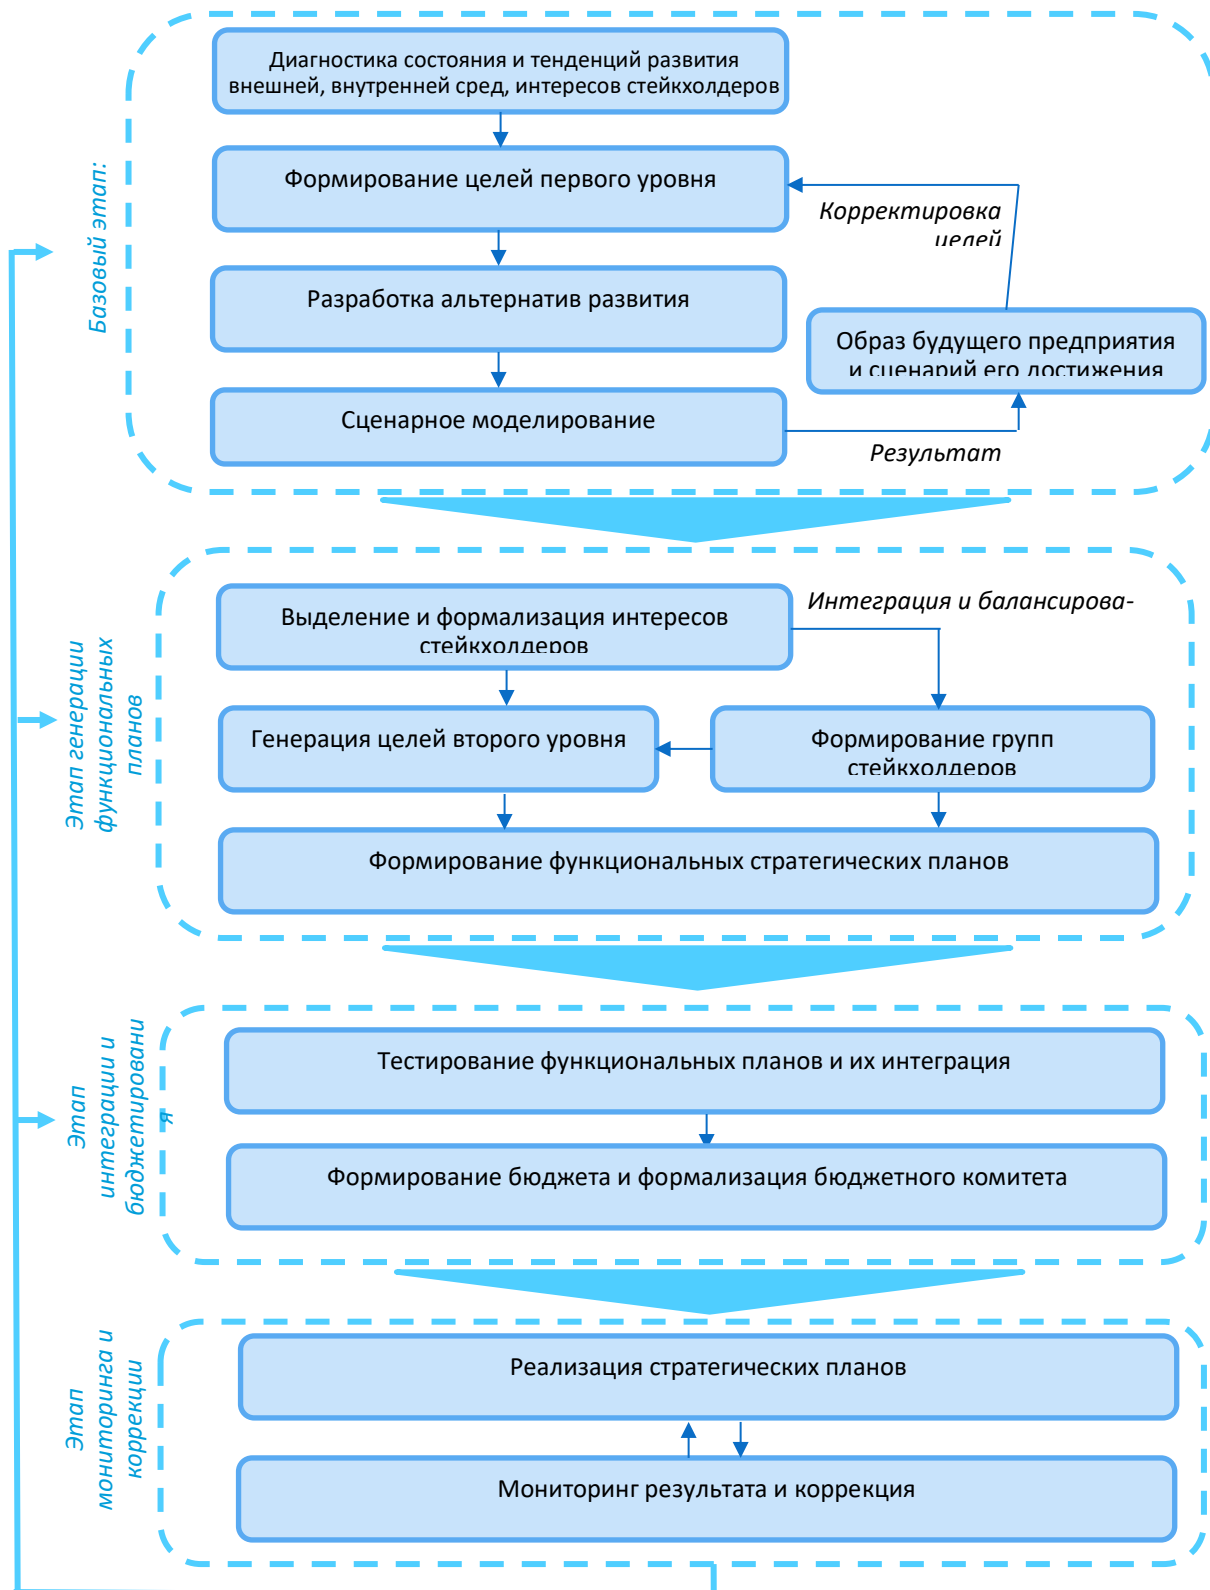 Базовый этап:
Диагностика состояния и тенденций развития
внешней, внутренней сред, интересов стейкхолдеров
Формирование целей первого уровня
Корректировка
целей
Разработка альтернатив развития
Образ будущего предприятия
и сценарий его достижения
Сценарное моделирование
Результат
Этап генерации
функциональных
планов
Выделение и формализация интересов
стейкхолдеров
Интеграция и балансирова-
Генерация целей второго уровня
Формирование групп
стейкхолдеров
Формирование функциональных стратегических планов
Этап
интеграции и
бюджетировани
я
Тестирование функциональных планов и их интеграция
Формирование бюджета и формализация бюджетного комитета
Этап
мониторинга и
коррекции
Реализация стратегических планов
Мониторинг результата и коррекция